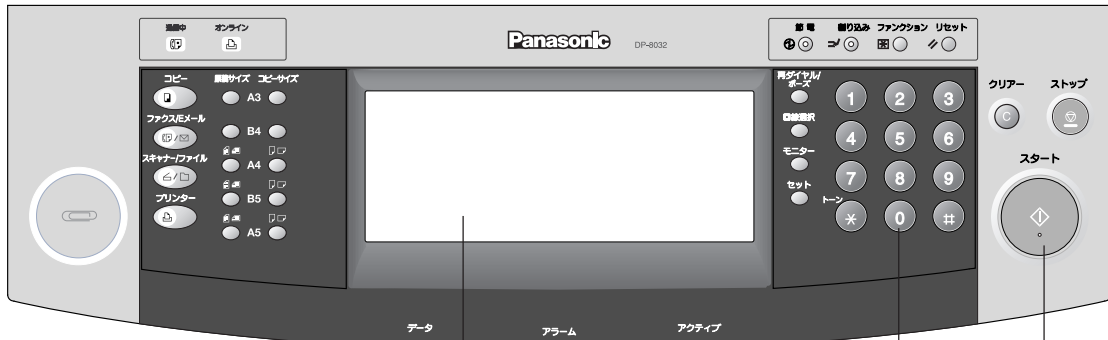 通信中 オンライン
Panasonic DP-8032
節電 割り込み ファンクション リセット
コピー 原稿サイズ コピーサイズ
A3
ファクス/Eメール
B4
スキャナー/ファイル
A4
プリンター
B5
A5
再ダイヤル/
ポーズ
回線選択
モニター
セット
トーン
1 2 3
4 5 6
7 8 9
* 0 #
クリアー ストップ
C
スタート
データ アラーム アクティブ